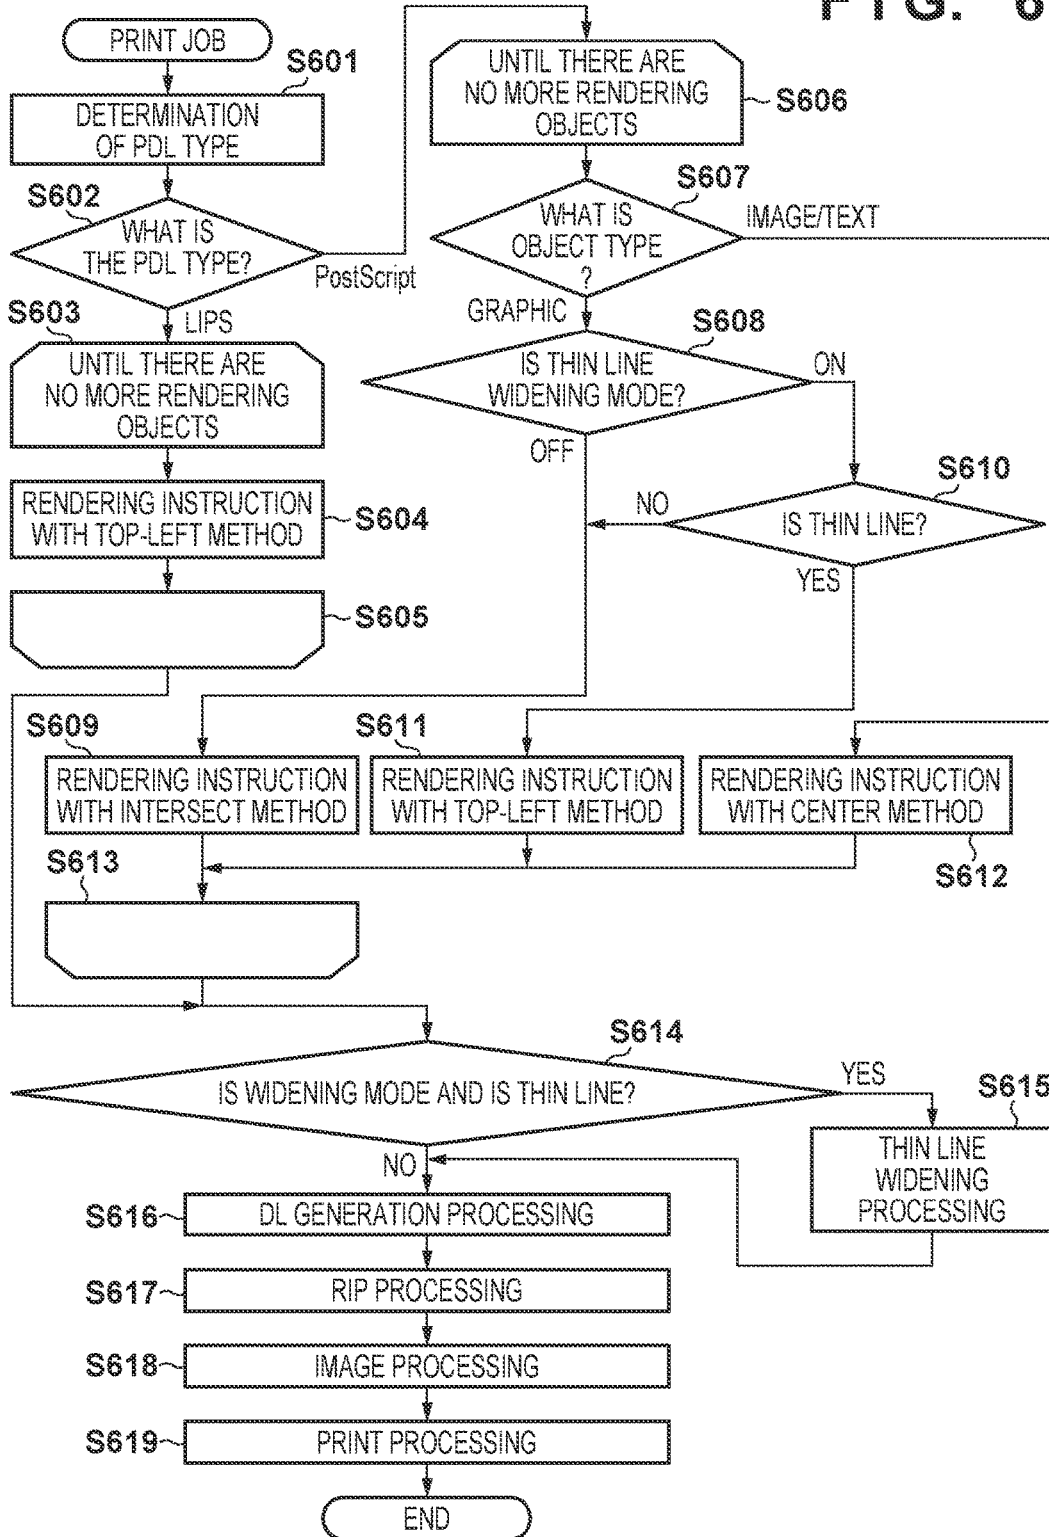 FIG. 6
PRINT JOB
S601
DETERMINATION
OF PDL TYPE
S602
WHAT IS
THE PDL TYPE?
PostScript
LIPS
S603
UNTIL THERE ARE
NO MORE RENDERING
OBJECTS
RENDERING INSTRUCTION
WITH TOP-LEFT METHOD
S604
S605
UNTIL THERE ARE
NO MORE RENDERING
OBJECTS
S606
S607
WHAT IS
OBJECT TYPE
?
IMAGE/TEXT
GRAPHIC
S608
IS THIN LINE
WIDENING MODE?
ON
OFF
S610
NO
IS THIN LINE?
YES
S609
RENDERING INSTRUCTION
WITH INTERSECT METHOD
S611
RENDERING INSTRUCTION
WITH TOP-LEFT METHOD
RENDERING INSTRUCTION
WITH CENTER METHOD
S612
S613
S614
IS WIDENING MODE AND IS THIN LINE?
YES
S615
THIN LINE
WIDENING
PROCESSING
NO
S616
DL GENERATION PROCESSING
S617
RIP PROCESSING
S618
IMAGE PROCESSING
S619
PRINT PROCESSING
END